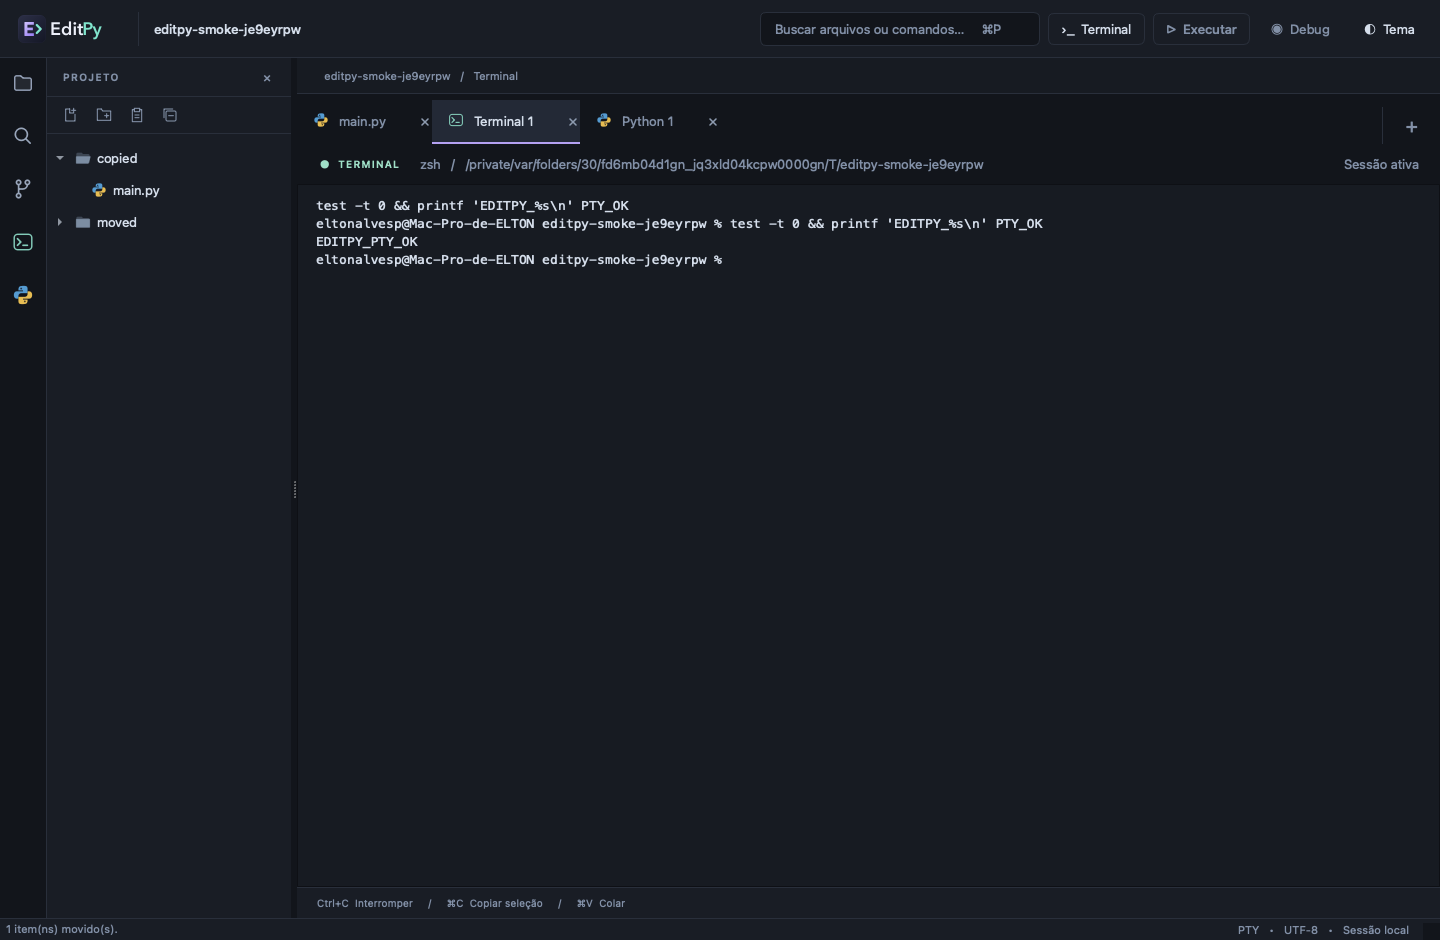 E> EditPy
editpy-smoke-je9eyrpw
Buscar arquivos ou comandos... ⌘P
›_ Terminal
Executar
Debug
Tema
PROJETO ×
copied
main.py
moved
editpy-smoke-je9eyrpw / Terminal
main.py ×
Terminal 1 ×
Python 1 ×
+
TERMINAL zsh / /private/var/folders/30/fd6mb04d1gn_jq3xld04kcpw0000gn/T/editpy-smoke-je9eyrpw
Sessão ativa
test -t 0 && printf 'EDITPY_%s\n' PTY_OK
eltonalvesp@Mac-Pro-de-ELTON editpy-smoke-je9eyrpw % test -t 0 && printf 'EDITPY_%s\n' PTY_OK
EDITPY_PTY_OK
eltonalvesp@Mac-Pro-de-ELTON editpy-smoke-je9eyrpw %
Ctrl+C Interromper / ⌘C Copiar seleção / ⌘V Colar
1 item(ns) movido(s).
PTY • UTF-8 • Sessão local